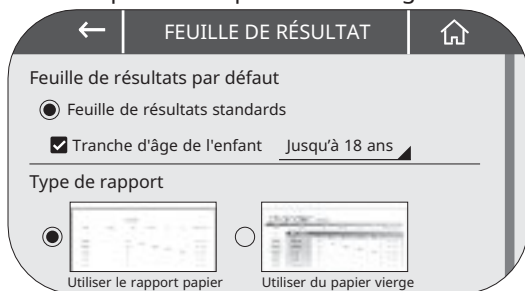 FEUILLE DE RÉSULTAT
Feuille de résultats par défaut
Feuille de résultats standards
Tranche d'âge de l'enfant Jusqu'à 18 ans
Type de rapport
Utiliser le rapport papier Utiliser du papier vierge